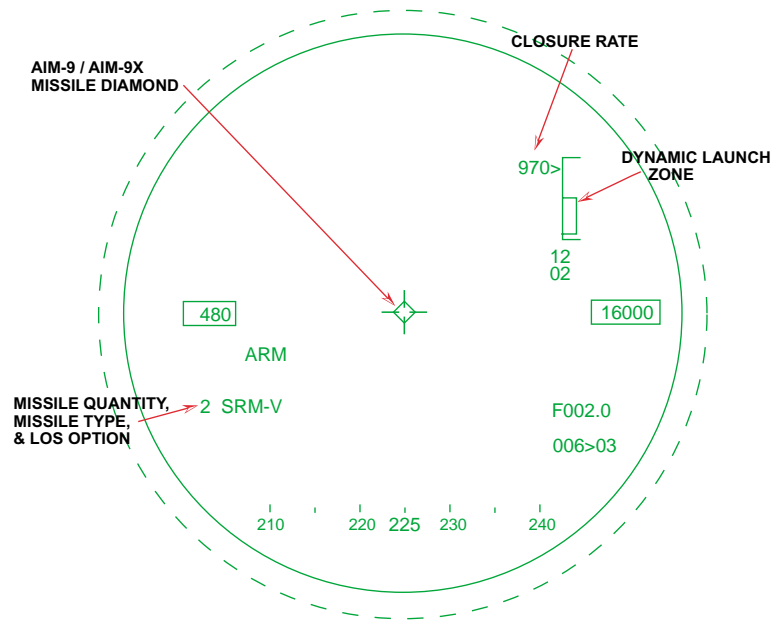 CLOSURE RATE
AIM-9 / AIM-9X
MISSILE DIAMOND
970>
DYNAMIC LAUNCH
ZONE
12
02
480
16000
ARM
MISSILE QUANTITY,
MISSILE TYPE,
& LOS OPTION
2 SRM-V
F002.0
006>03
210 220 225 230 240